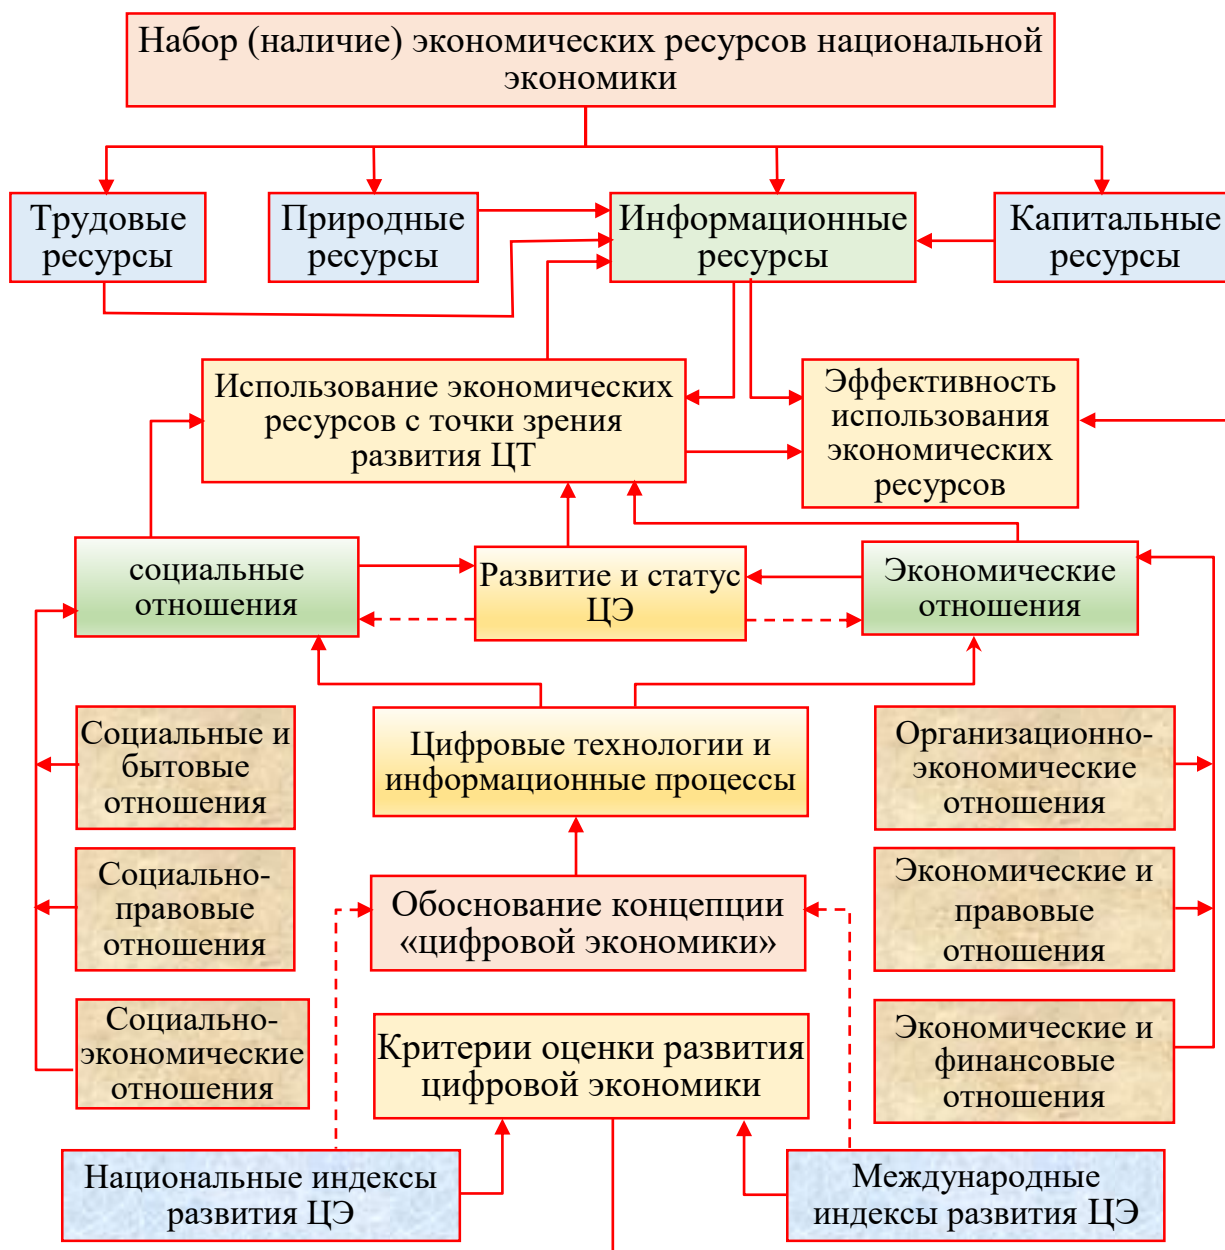 Набор (наличие) экономических ресурсов национальной
экономики
Трудовые
ресурсы
Природные
ресурсы
Информационные
ресурсы
Капитальные
ресурсы
Использование экономических
ресурсов с точки зрения
развития ЦТ
Эффективность
использования
экономических
ресурсов
социальные
отношения
Развитие и статус
ЦЭ
Экономические
отношения
Социальные и
бытовые
отношения
Цифровые технологии и
информационные процессы
Организационно-
экономические
отношения
Социально-
правовые
отношения
Обоснование концепции
«цифровой экономики»
Экономические и
правовые
отношения
Социально-
экономические
отношения
Критерии оценки развития
цифровой экономики
Экономические и
финансовые
отношения
Национальные индексы
развития ЦЭ
Международные
индексы развития ЦЭ